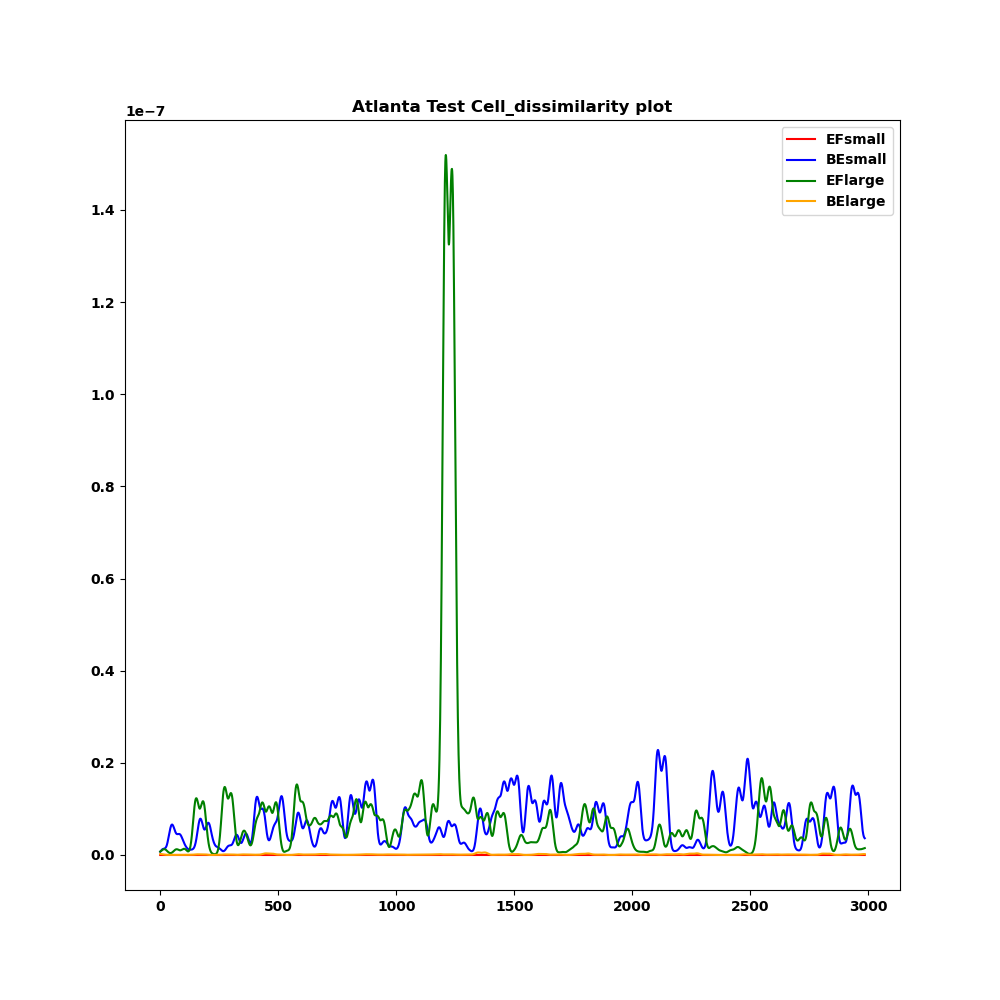 Atlanta Test Cell_dissimilarity plot
1e−7
EFsmall
BEsmall
EFlarge
BElarge
1.4
1.2
1.0
0.8
0.6
0.4
0.2
0.0
0 500 1000 1500 2000 2500 3000